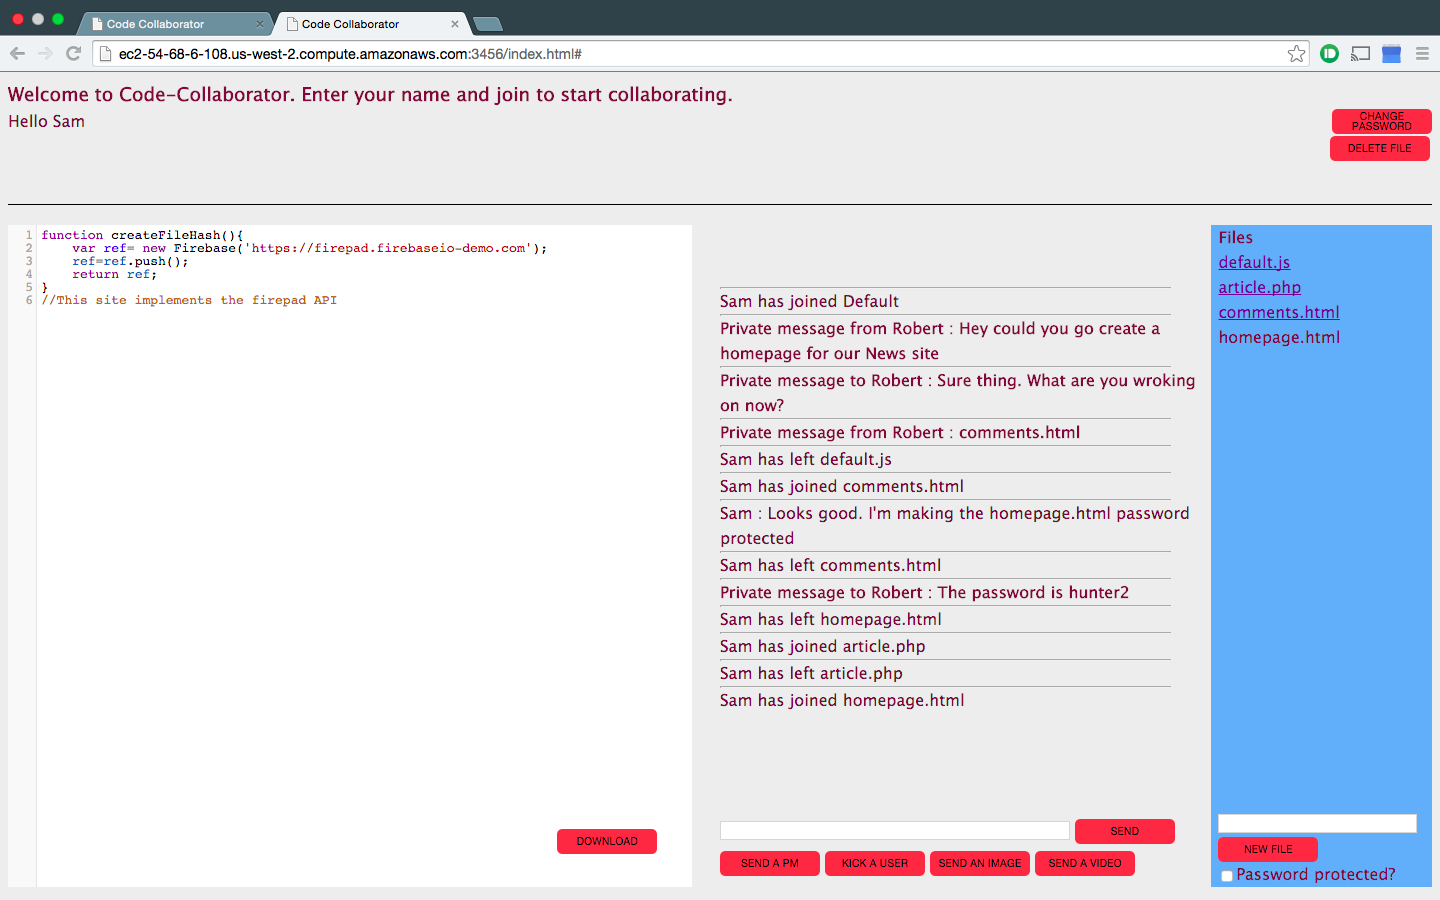 Code Collaborator
Code Collaborator
ec2-54-68-6-108.us-west-2.compute.amazonaws.com:3456/index.html#
Welcome to Code-Collaborator. Enter your name and join to start collaborating.
Hello Sam
CHANGE
PASSWORD
DELETE FILE
1 function createFileHash(){
2 var ref= new Firebase('https://firepad.firebaseio-demo.com');
3 ref=ref.push();
4 return ref;
5 }
6 //This site implements the firepad API
DOWNLOAD
Sam has joined Default
Private message from Robert : Hey could you go create a
homepage for our News site
Private message to Robert : Sure thing. What are you wroking
on now?
Private message from Robert : comments.html
Sam has left default.js
Sam has joined comments.html
Sam : Looks good. I'm making the homepage.html password
protected
Sam has left comments.html
Private message to Robert : The password is hunter2
Sam has left homepage.html
Sam has joined article.php
Sam has left article.php
Sam has joined homepage.html
SEND
SEND A PM
KICK A USER
SEND AN IMAGE
SEND A VIDEO
Files
default.js
article.php
comments.html
homepage.html
NEW FILE
Password protected?